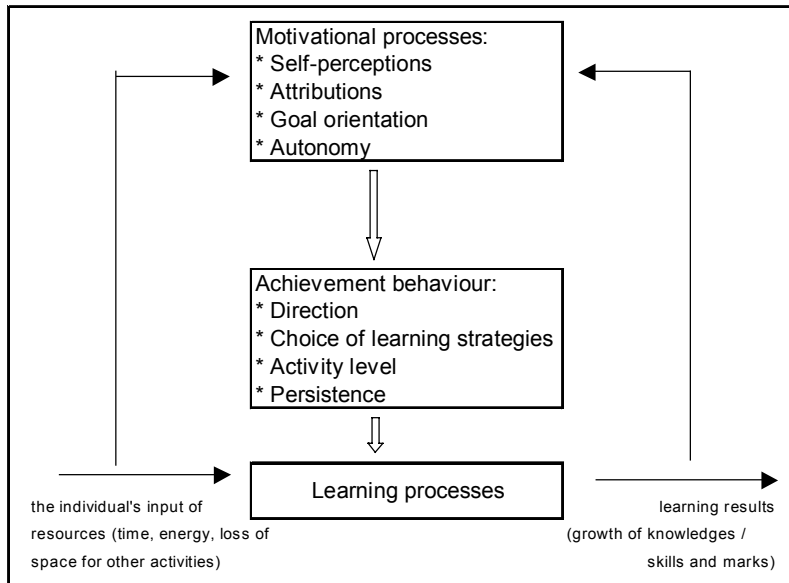 Motivational processes:
* Self-perceptions
* Attributions
* Goal orientation
* Autonomy
Achievement behaviour:
* Direction
* Choice of learning strategies
* Activity level
* Persistence
Learning processes
the individual's input of
resources (time, energy, loss of
space for other activities)
learning results
(growth of knowledges /
skills and marks)